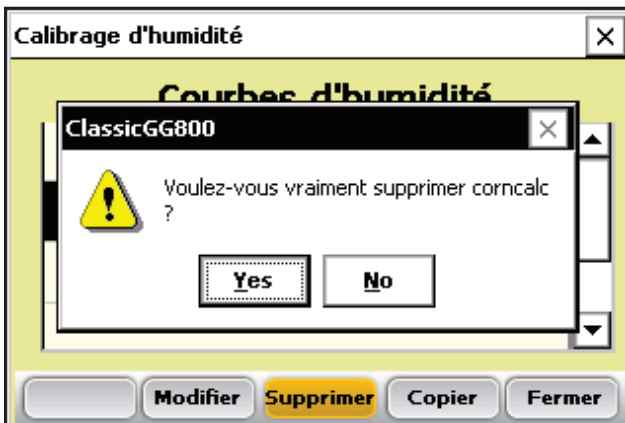 Calibrage d'humidité
Courbes d'humidité
ClassicGG800
Voulez-vous vraiment supprimer corncalc
?
Yes No
Modifier Supprimer Copier Fermer